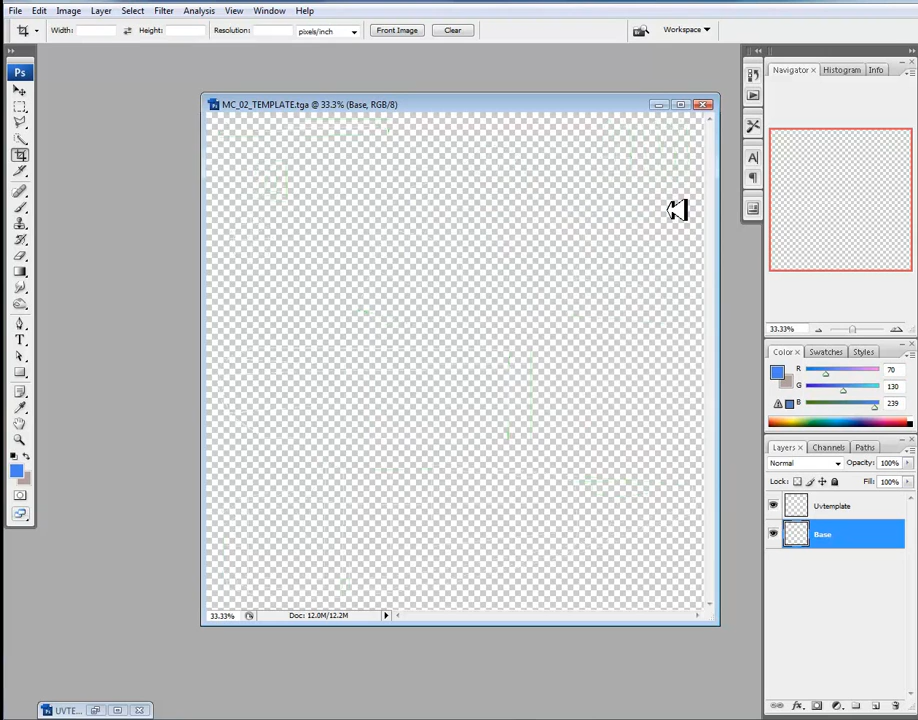 File Edit Image Layer Select Filter Analysis View Window Help
Width: Height: Resolution: pixels/inch Front Image Clear Workspace
Ps
MC_02_TEMPLATE.tga @ 33.3% (Base, RGB/8)
Navigator x Histogram Info
33.33%
Color x Swatches Styles
R 70
G 130
B 239
Layers x Channels Paths
Normal Opacity: 100%
Lock: Fill: 100%
Uvtemplate
Base
33.33% Doc: 12.0M/12.2M
UVTE...